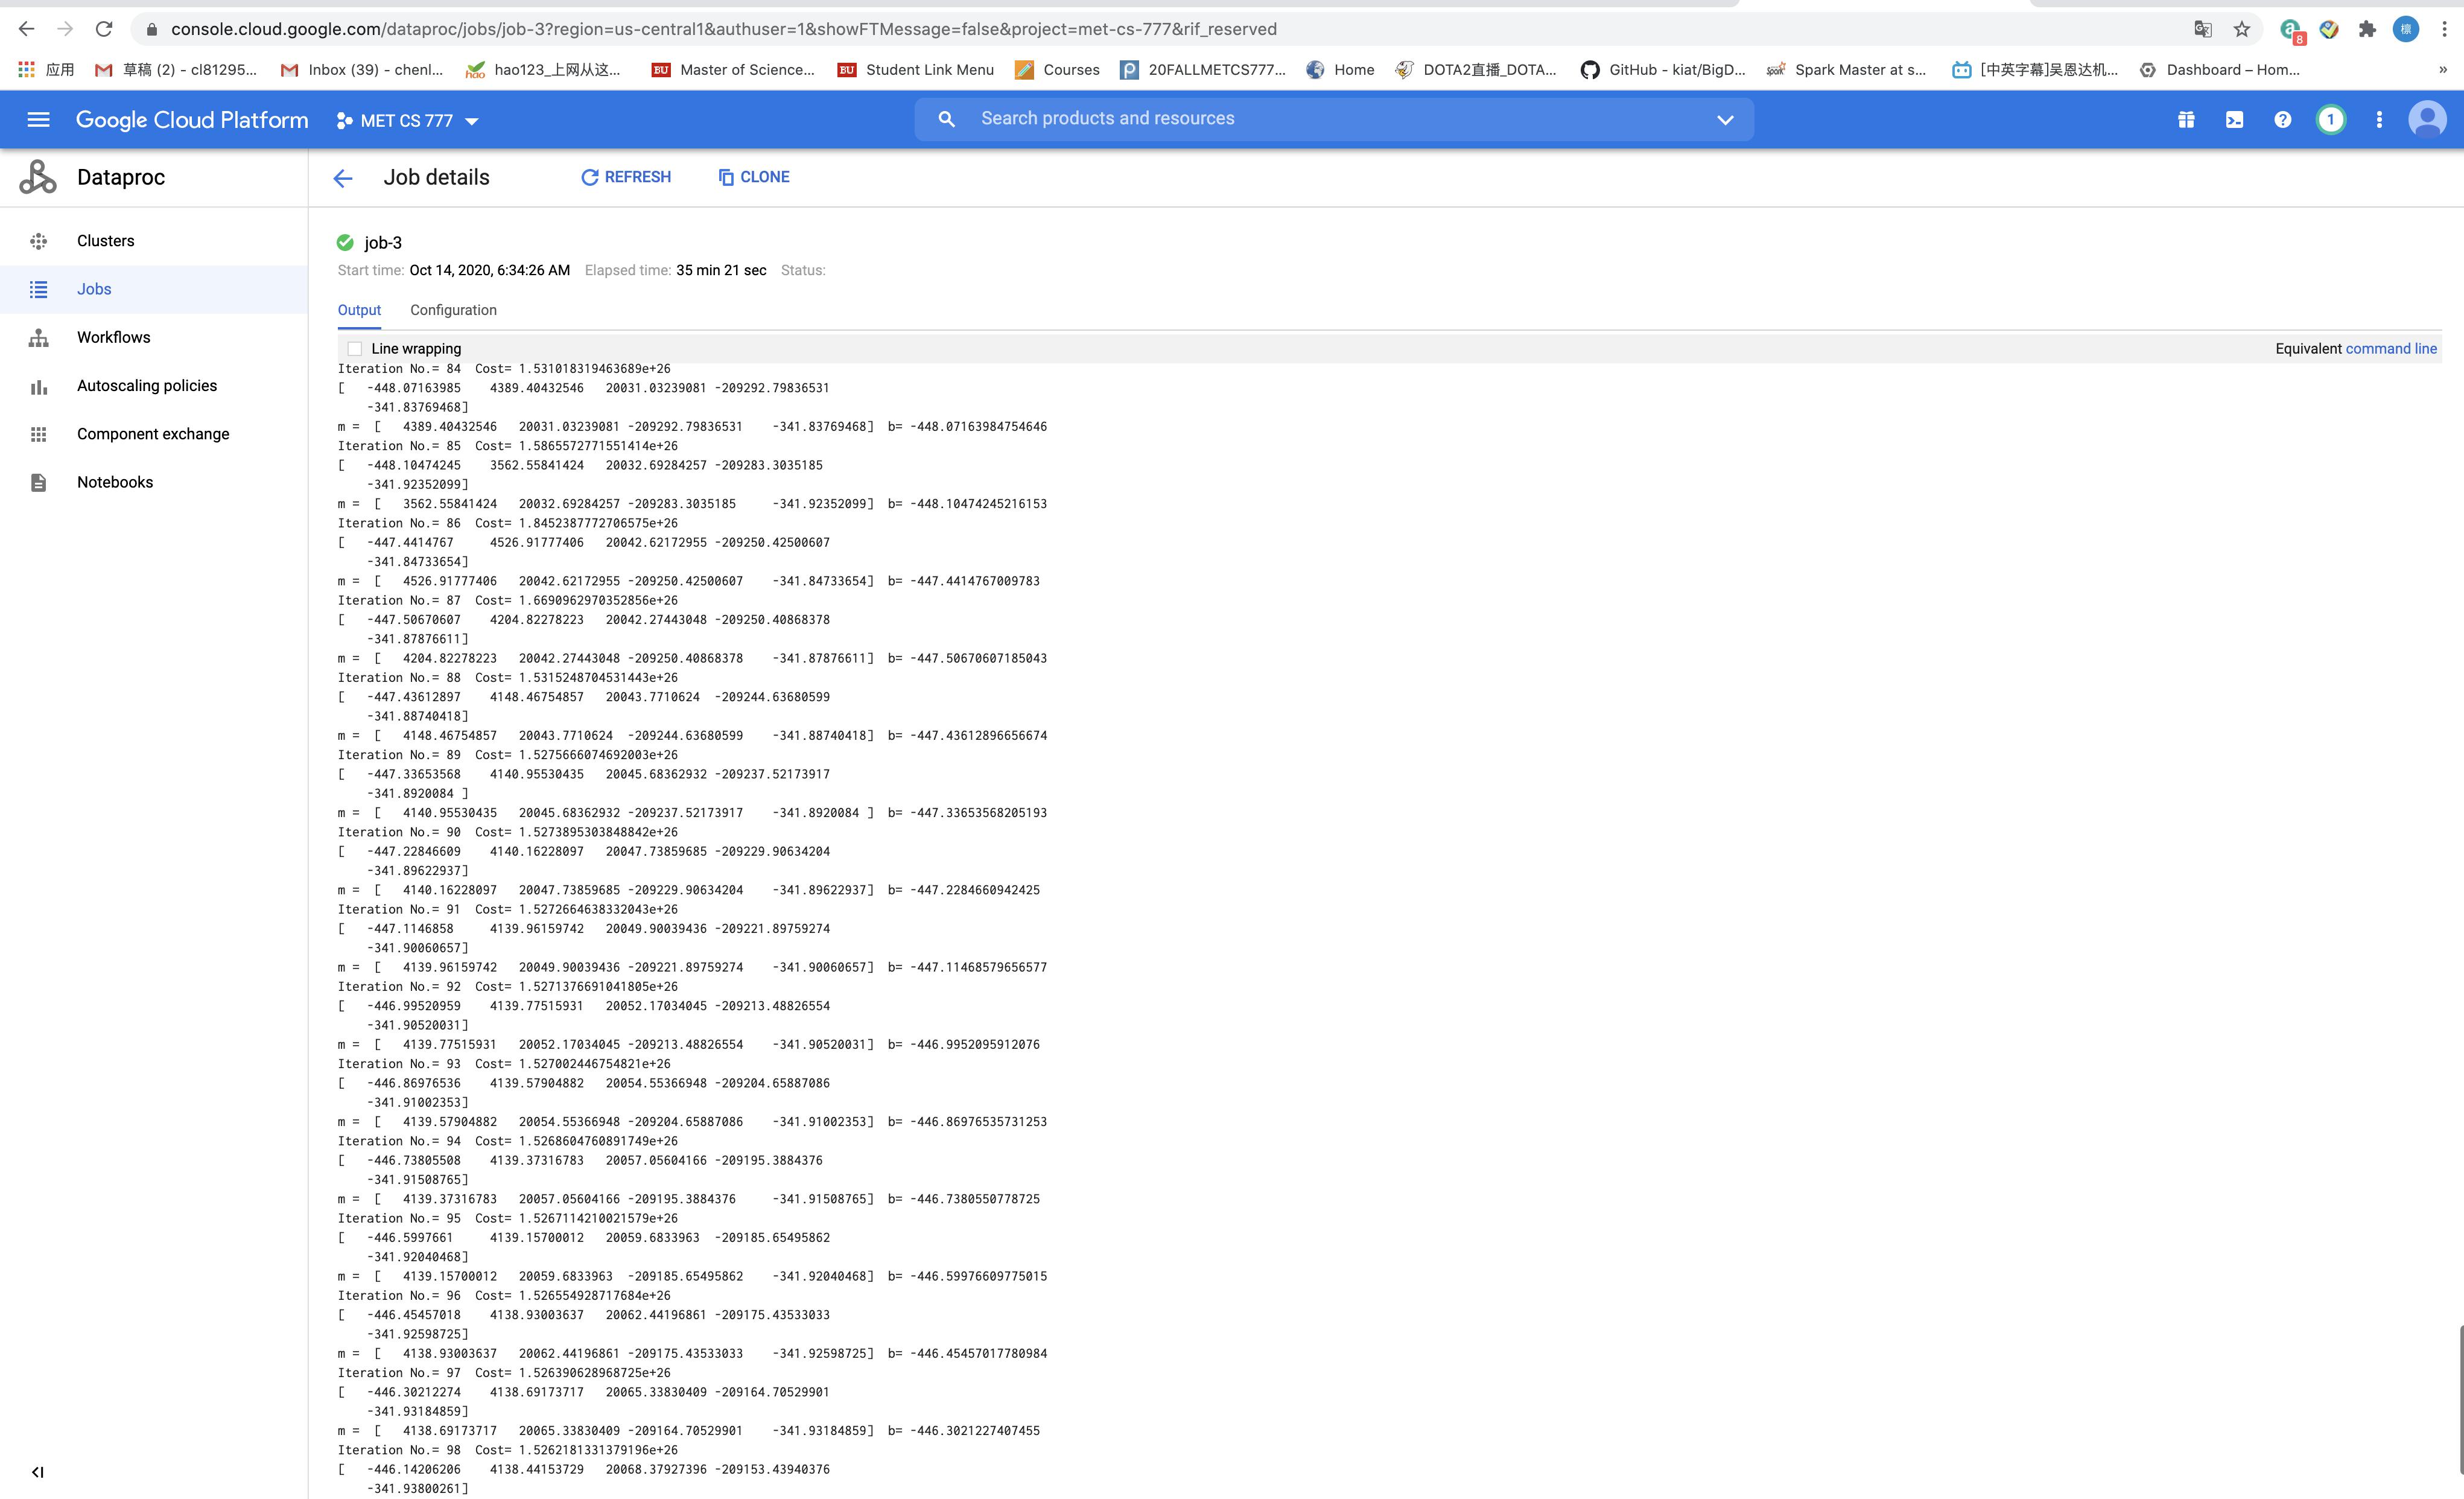 console.cloud.google.com/dataproc/jobs/job-3?region=us-central1&authuser=1&showFTMessage=false&project=met-cs-777&rif_reserved
8
应用 草稿 (2) - cl81295... Inbox (39) - chenl... hao123_上网从这... BU Master of Science... BU Student Link Menu Courses 20FALLMETCS777... Home DOTA2直播_DOTA... GitHub - kiat/BigD... Spark Master at s... [中英字幕]吴恩达机... Dashboard – Hom... »
Google Cloud Platform MET CS 777 Search products and resources 1
Dataproc Job details REFRESH CLONE
Clusters
Jobs
Workflows
Autoscaling policies
Component exchange
Notebooks
job-3
Start time: Oct 14, 2020, 6:34:26 AM Elapsed time: 35 min 21 sec Status:
Output Configuration
Line wrapping Equivalent command line
Iteration No.= 84 Cost= 1.531018319463689e+26
[ -448.07163985 4389.40432546 20031.03239081 -209292.79836531
-341.83769468]
m = [ 4389.40432546 20031.03239081 -209292.79836531 -341.83769468] b= -448.07163984754646
Iteration No.= 85 Cost= 1.5865572771551414e+26
[ -448.10474245 3562.55841424 20032.69284257 -209283.3035185
-341.92352099]
m = [ 3562.55841424 20032.69284257 -209283.3035185 -341.92352099] b= -448.10474245216153
Iteration No.= 86 Cost= 1.8452387772706575e+26
[ -447.4414767 4526.91777406 20042.62172955 -209250.42500607
-341.84733654]
m = [ 4526.91777406 20042.62172955 -209250.42500607 -341.84733654] b= -447.4414767009783
Iteration No.= 87 Cost= 1.6690962970352856e+26
[ -447.50670607 4204.82278223 20042.27443048 -209250.40868378
-341.87876611]
m = [ 4204.82278223 20042.27443048 -209250.40868378 -341.87876611] b= -447.50670607185043
Iteration No.= 88 Cost= 1.5315248704531443e+26
[ -447.43612897 4148.46754857 20043.7710624 -209244.63680599
-341.88740418]
m = [ 4148.46754857 20043.7710624 -209244.63680599 -341.88740418] b= -447.43612896656674
Iteration No.= 89 Cost= 1.5275666074692003e+26
[ -447.33653568 4140.95530435 20045.68362932 -209237.52173917
-341.8920084 ]
m = [ 4140.95530435 20045.68362932 -209237.52173917 -341.8920084 ] b= -447.33653568205193
Iteration No.= 90 Cost= 1.5273895303848842e+26
[ -447.22846609 4140.16228097 20047.73859685 -209229.90634204
-341.89622937]
m = [ 4140.16228097 20047.73859685 -209229.90634204 -341.89622937] b= -447.2284660942425
Iteration No.= 91 Cost= 1.5272664638332043e+26
[ -447.1146858 4139.96159742 20049.90039436 -209221.89759274
-341.90060657]
m = [ 4139.96159742 20049.90039436 -209221.89759274 -341.90060657] b= -447.11468579656577
Iteration No.= 92 Cost= 1.5271376691041805e+26
[ -446.99520959 4139.77515931 20052.17034045 -209213.48826554
-341.90520031]
m = [ 4139.77515931 20052.17034045 -209213.48826554 -341.90520031] b= -446.9952095912076
Iteration No.= 93 Cost= 1.527002446754821e+26
[ -446.86976536 4139.57904882 20054.55366948 -209204.65887086
-341.91002353]
m = [ 4139.57904882 20054.55366948 -209204.65887086 -341.91002353] b= -446.86976535731253
Iteration No.= 94 Cost= 1.5268604760891749e+26
[ -446.73805508 4139.37316783 20057.05604166 -209195.3884376
-341.91508765]
m = [ 4139.37316783 20057.05604166 -209195.3884376 -341.91508765] b= -446.7380550778725
Iteration No.= 95 Cost= 1.5267114210021579e+26
[ -446.5997661 4139.15700012 20059.6833963 -209185.65495862
-341.92040468]
m = [ 4139.15700012 20059.6833963 -209185.65495862 -341.92040468] b= -446.59976609775015
Iteration No.= 96 Cost= 1.526554928717684e+26
[ -446.45457018 4138.93003637 20062.44196861 -209175.43533033
-341.92598725]
m = [ 4138.93003637 20062.44196861 -209175.43533033 -341.92598725] b= -446.45457017780984
Iteration No.= 97 Cost= 1.526390628968725e+26
[ -446.30212274 4138.69173717 20065.33830409 -209164.70529901
-341.93184859]
m = [ 4138.69173717 20065.33830409 -209164.70529901 -341.93184859] b= -446.3021227407455
Iteration No.= 98 Cost= 1.5262181331379196e+26
[ -446.14206206 4138.44153729 20068.37927396 -209153.43940376
-341.93800261]